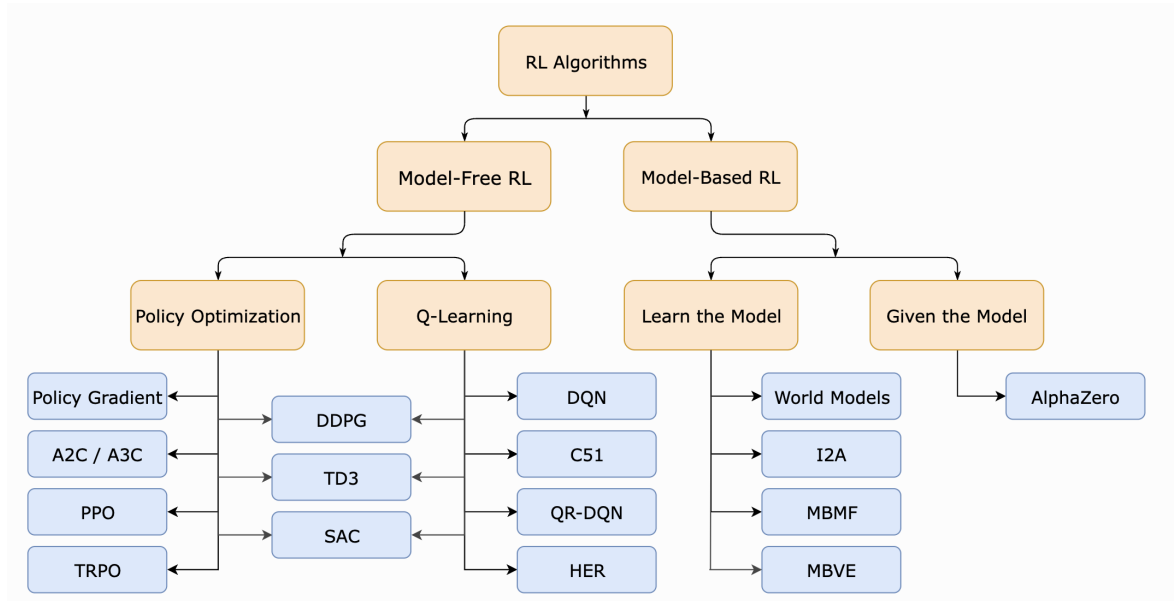 RL Algorithms
Model-Free RL
Model-Based RL
Policy Optimization
Q-Learning
Learn the Model
Given the Model
Policy Gradient
A2C / A3C
PPO
TRPO
DDPG
TD3
SAC
DQN
C51
QR-DQN
HER
World Models
I2A
MBMF
MBVE
AlphaZero